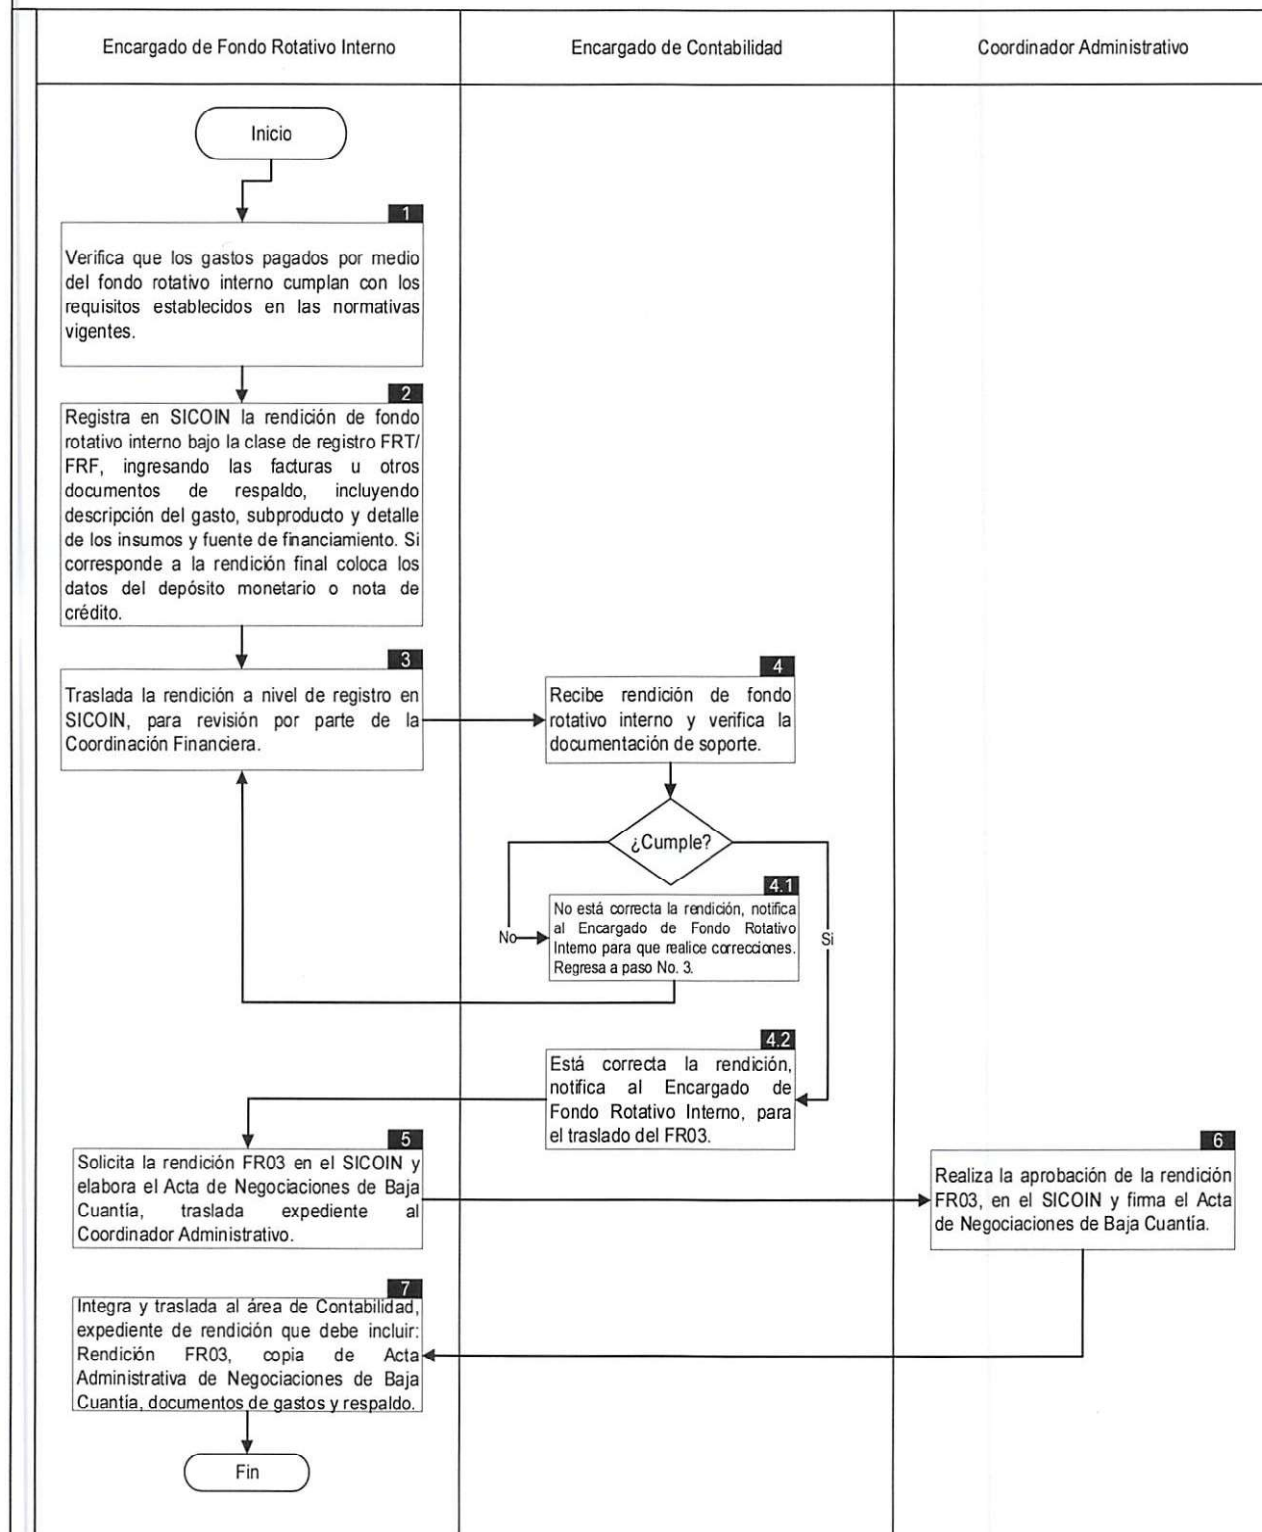 Encargado de Fondo Rotativo Interno
Encargado de Contabilidad
Coordinador Administrativo
Inicio
1
Verifica que los gastos pagados por medio
del fondo rotativo interno cumplan con los
requisitos establecidos en las normativas
vigentes.
2
Registra en SICOIN la rendición de fondo
rotativo interno bajo la clase de registro FRT/
FRF, ingresando las facturas u otros
documentos de respaldo, incluyendo
descripción del gasto, subproducto y detalle
de los insumos y fuente de financiamiento. Si
corresponde a la rendición final coloca los
datos del depósito monetario o nota de
crédito.
3
Traslada la rendición a nivel de registro en
SICOIN, para revisión por parte de la
Coordinación Financiera.
4
Recibe rendición de fondo
rotativo interno y verifica la
documentación de soporte.
¿Cumple?
4.1
No está correcta la rendición, notifica
al Encargado de Fondo Rotativo
Interno para que realice correcciones.
Regresa a paso No. 3.
No
Si
4.2
Está correcta la rendición,
notifica al Encargado de
Fondo Rotativo Interno, para
el traslado del FR03.
5
Solicita la rendición FR03 en el SICOIN y
elabora el Acta de Negociaciones de Baja
Cuantía, traslada expediente al
Coordinador Administrativo.
6
Realiza la aprobación de la rendición
FR03, en el SICOIN y firma el Acta
de Negociaciones de Baja Cuantía.
7
Integra y traslada al área de Contabilidad,
expediente de rendición que debe incluir:
Rendición FR03, copia de Acta
Administrativa de Negociaciones de Baja
Cuantía, documentos de gastos y respaldo.
Fin